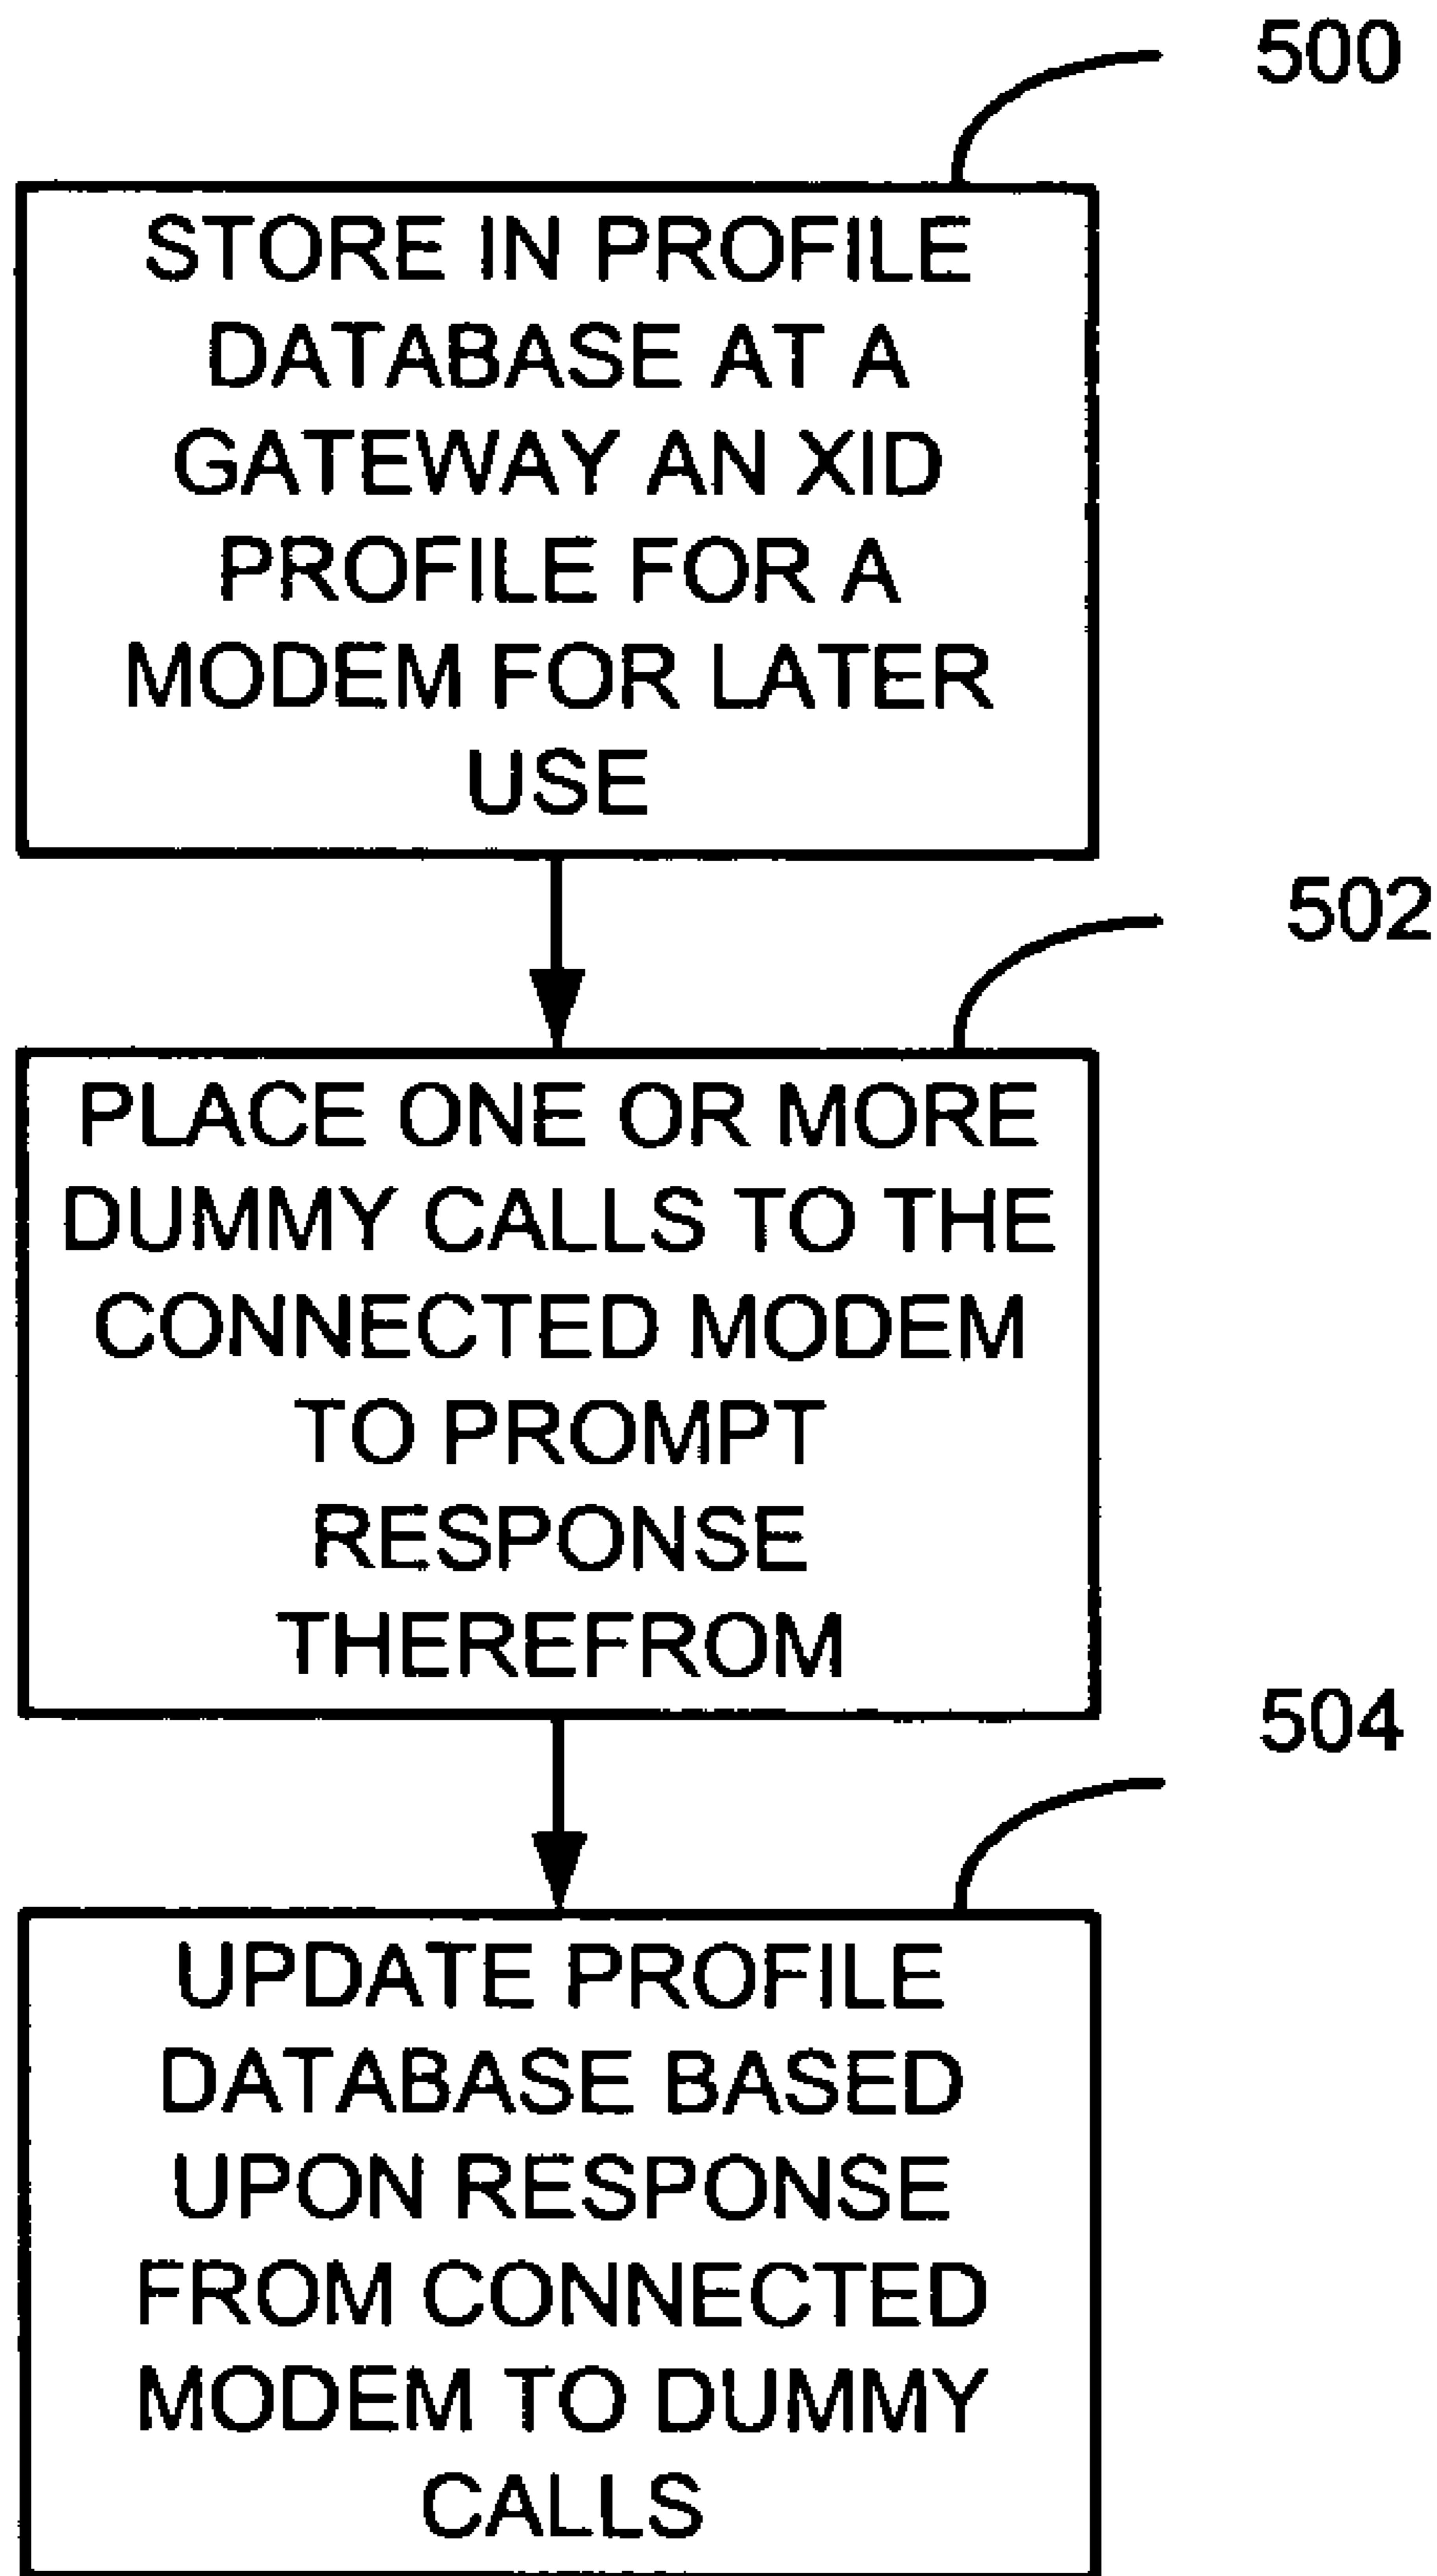 500
STORE IN PROFILE
DATABASE AT A
GATEWAY AN XID
PROFILE FOR A
MODEM FOR LATER
USE
502
PLACE ONE OR MORE
DUMMY CALLS TO THE
CONNECTED MODEM
TO PROMPT
RESPONSE
THEREFROM
504
UPDATE PROFILE
DATABASE BASED
UPON RESPONSE
FROM CONNECTED
MODEM TO DUMMY
CALLS